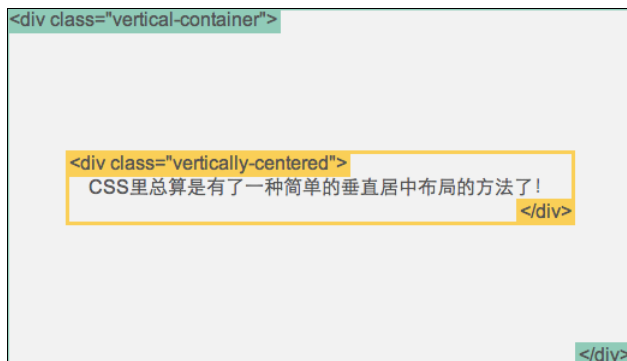 <div class="vertical-container">
<div class="vertically-centered">
CSS里总算是有了一种简单的垂直居中布局的方法了！
</div>
</div>